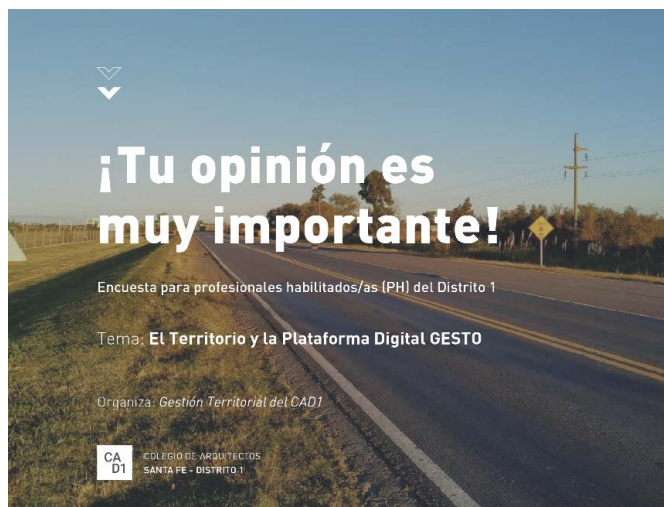 ¡Tu opinión es
muy importante!
Encuesta para profesionales habilitados/as (PH) del Distrito 1
Tema: El Territorio y la Plataforma Digital GESTO
Organiza: Gestión Territorial del CAD1
CA
D1
COLEGIO DE ARQUITECTOS
SANTA FE - DISTRITO 1